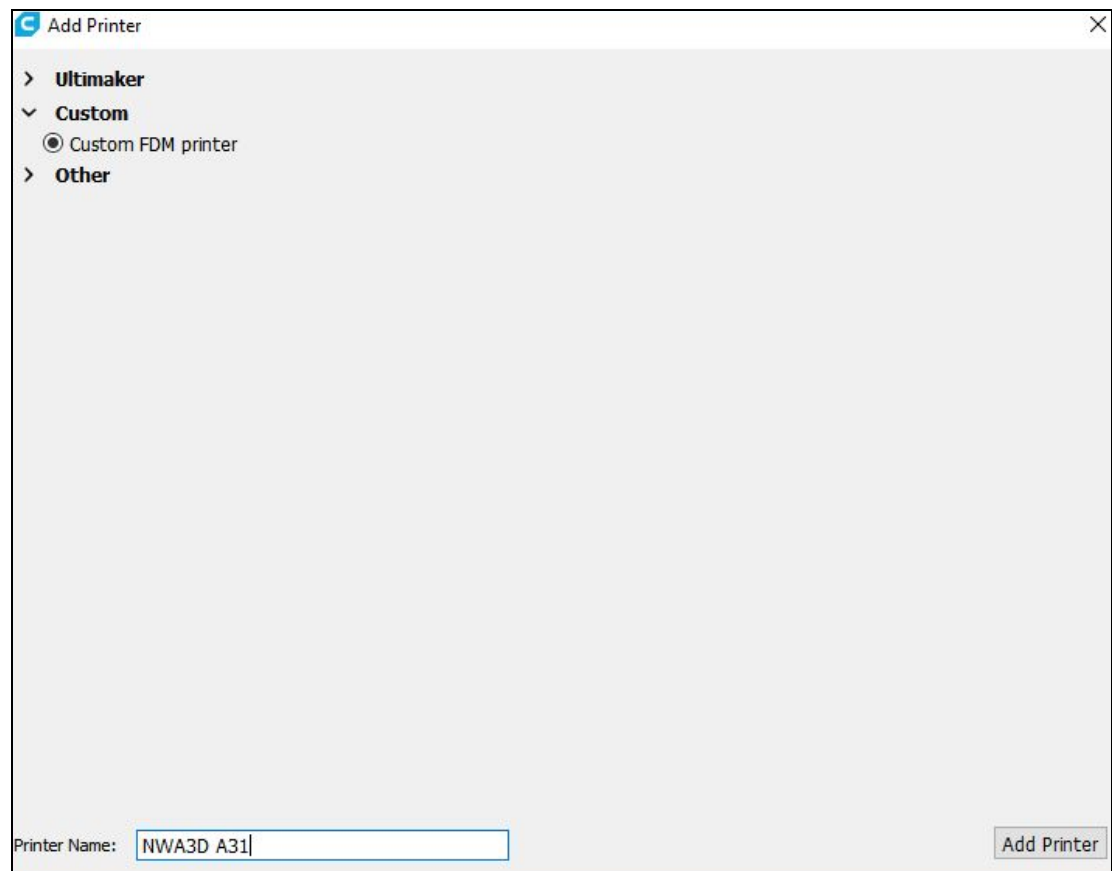 Add Printer
Ultimaker
Custom
Custom FDM printer
Other
Printer Name: NWA3D A31 Add Printer